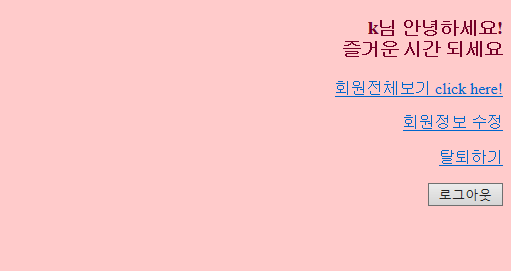 k님 안녕하세요!
즐거운 시간 되세요
회원전체보기 click here!
회원정보 수정
탈퇴하기
로그아웃